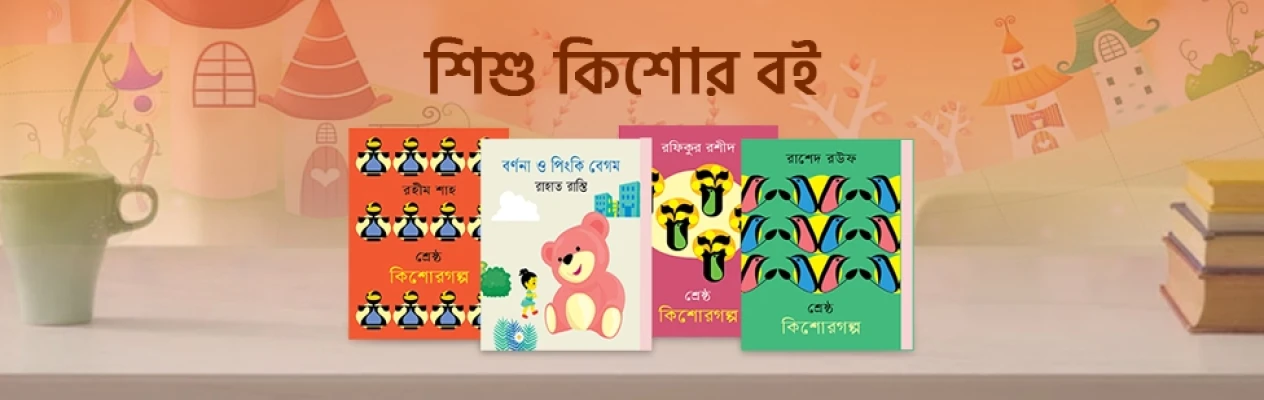 শিশু কিশোর বই
রহীম শাহ
শ্রেষ্ঠ
কিশোরগল্প
বর্ণনা ও পিংকি বেগম
রাহাত রাস্তি
রফিকুর রশীদ
শ্রেষ্ঠ
কিশোরগল্প
রাশেদ রউফ
শ্রেষ্ঠ
কিশোরগল্প